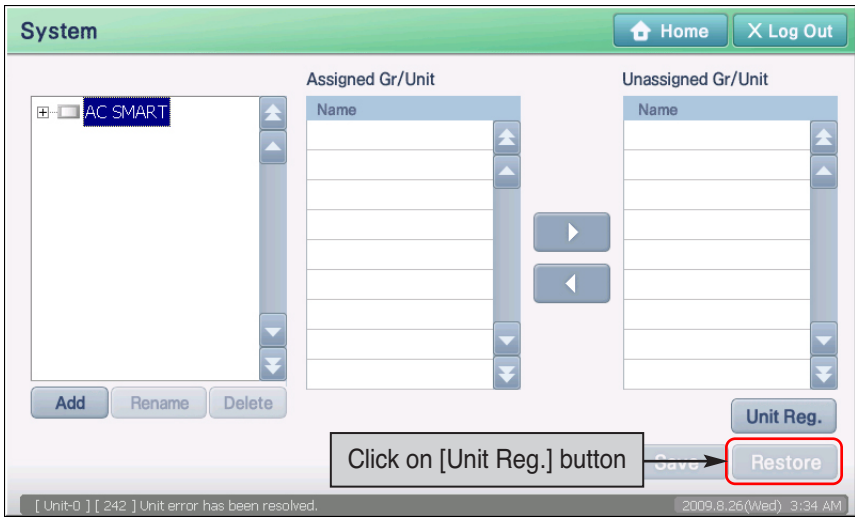 System
Home
X Log Out
Assigned Gr/Unit
Unassigned Gr/Unit
AC SMART
Name
Name
Add
Rename
Delete
Unit Reg.
Click on [Unit Reg.] button
Save
Restore
[ Unit-0 ] [ 242 ] Unit error has been resolved.
2009.8.26(Wed) 3:34 AM